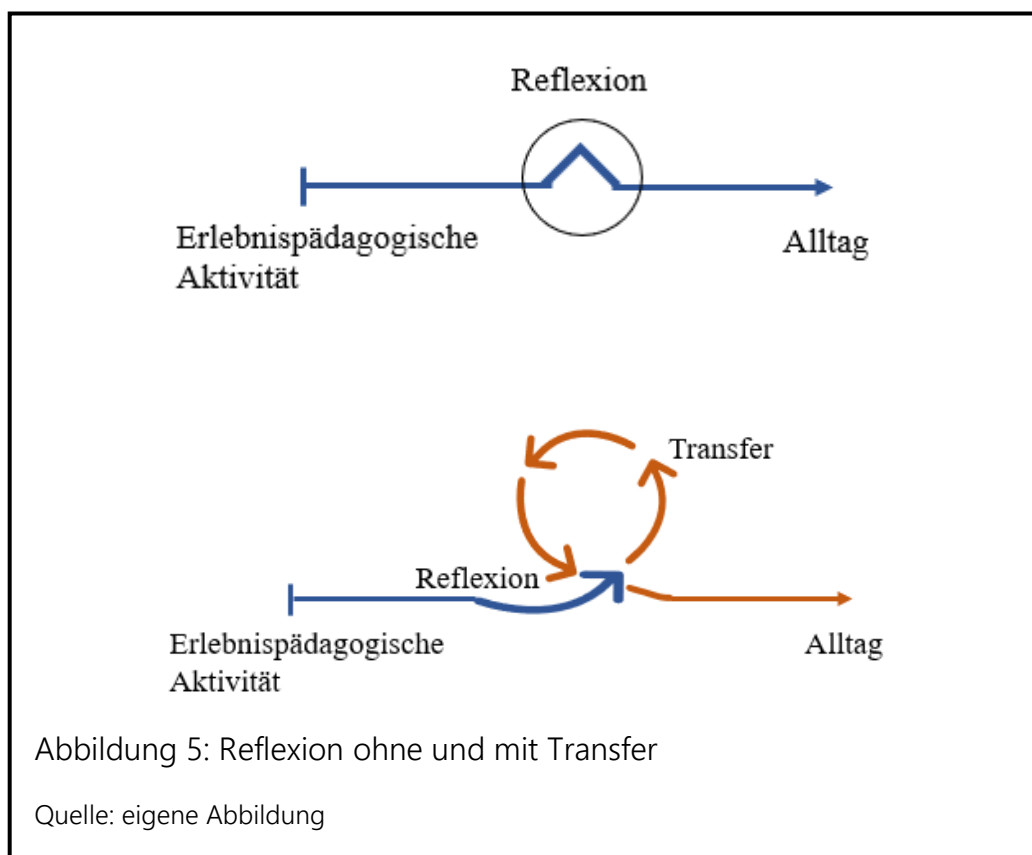 Reflexion
Erlebnispädagogische
Aktivität
Alltag
Transfer
Reflexion
Erlebnispädagogische
Aktivität
Alltag
Abbildung 5: Reflexion ohne und mit Transfer
Quelle: eigene Abbildung